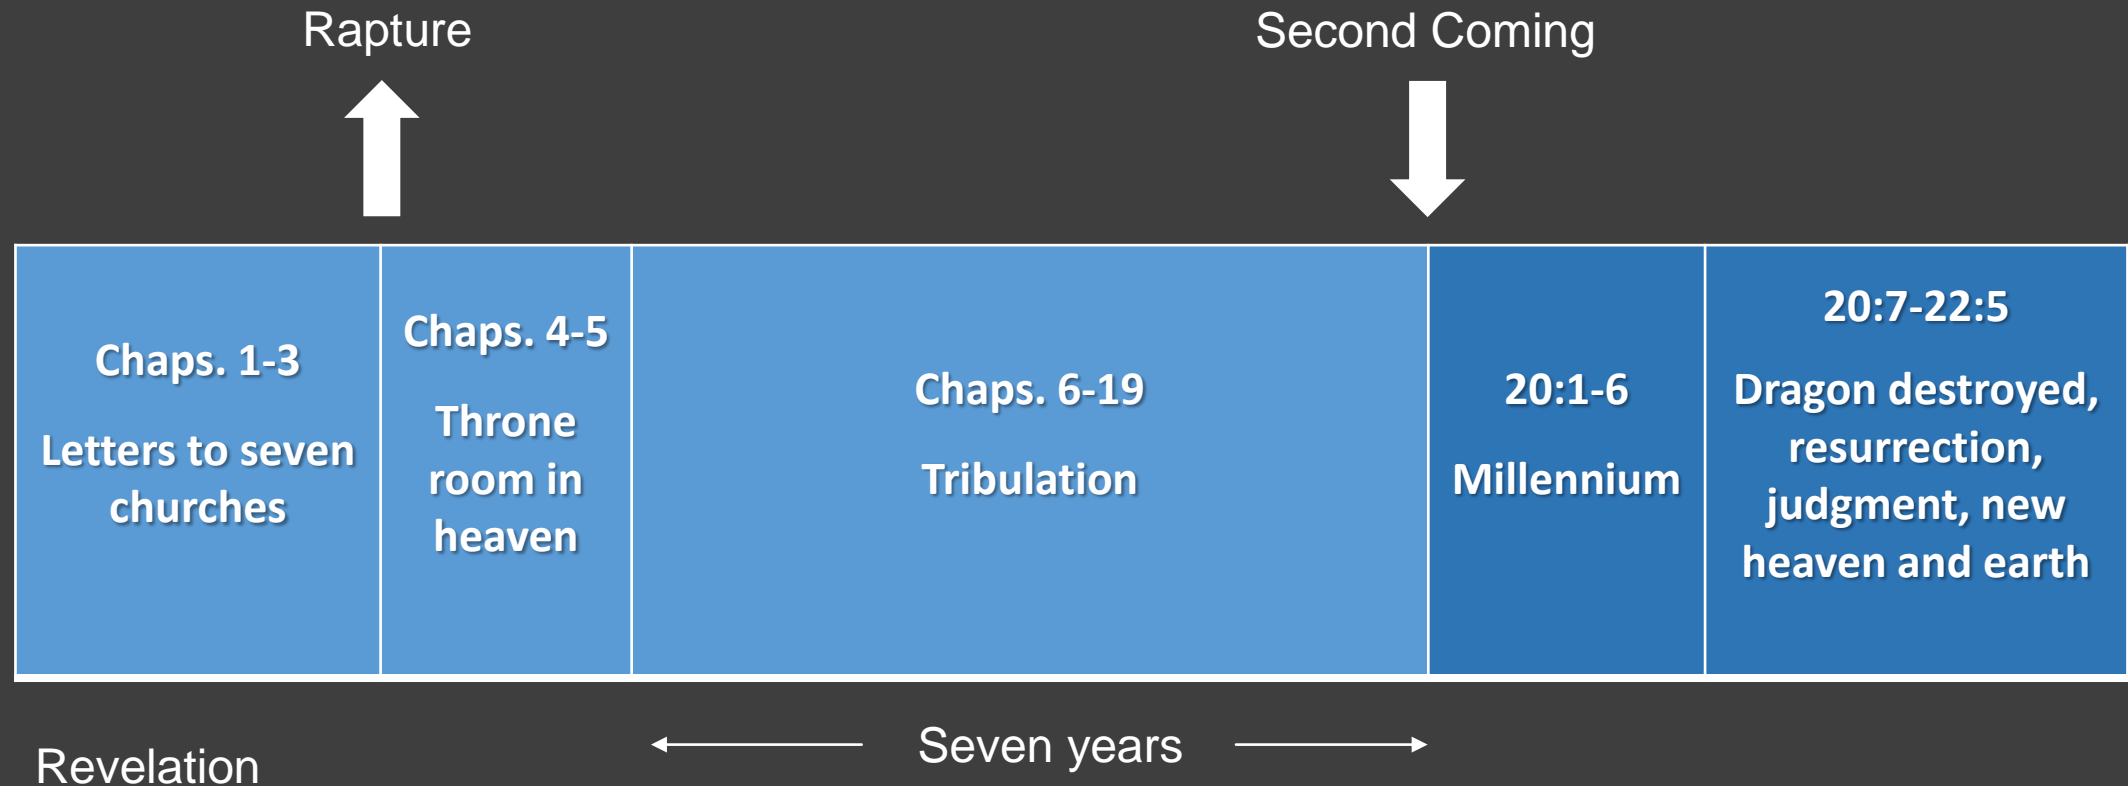 Rapture
Second Coming
Chaps. 1-3
Letters to seven
churches
Chaps. 4-5
Throne
room in
heaven
Chaps. 6-19
Tribulation
20:1-6
Millennium
20:7-22:5
Dragon destroyed,
resurrection,
judgment, new
heaven and earth
Revelation
Seven years